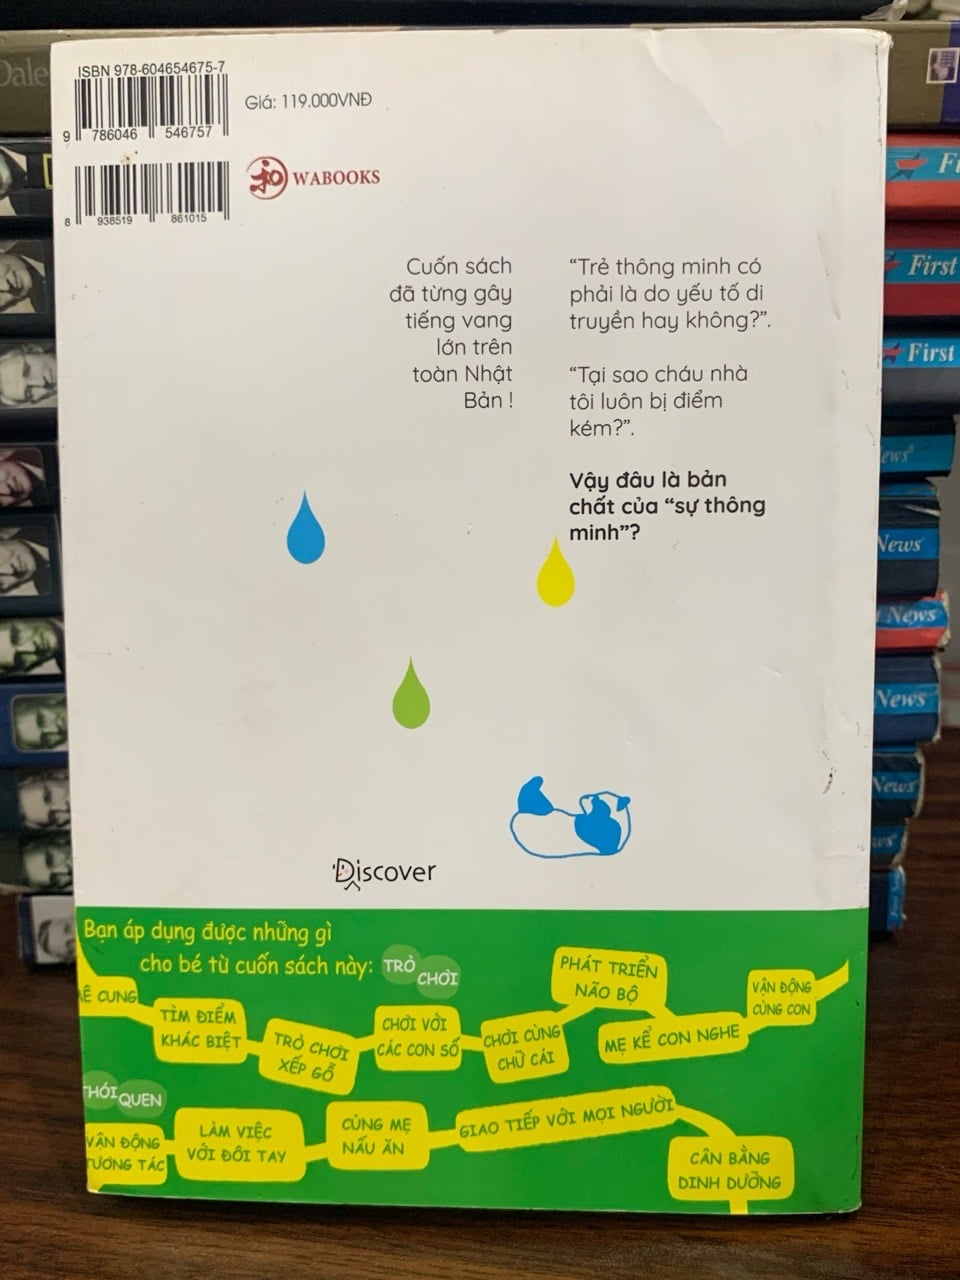 ISBN 978-604654675-7
9 786046 546757
Giá: 119.000VNĐ
8 938519 861015
WABOOKS
Cuốn sách
đã từng gây
tiếng vang
lớn trên
toàn Nhật
Bản !
“Trẻ thông minh có
phải là do yếu tố di
truyền hay không?”.
“Tại sao cháu nhà
tôi luôn bị điểm
kém?”.
Vậy đâu là bản
chất của “sự thông
minh”?
Discover
Bạn áp dụng được những gì
cho bé từ cuốn sách này:
TRÒ
CHƠI
Ê CUNG
TÌM ĐIỂM
KHÁC BIỆT
TRÒ CHƠI
XẾP GỖ
CHƠI VỚI
CÁC CON SỐ
CHƠI CÙNG
CHỮ CÁI
PHÁT TRIỂN
NÃO BỘ
MẸ KỂ CON NGHE
VẬN ĐỘNG
CÙNG CON
THÓI
QUEN
VẬN ĐỘNG
TƯƠNG TÁC
LÀM VIỆC
VỚI ĐÔI TAY
CÙNG MẸ
NẤU ĂN
GIAO TIẾP VỚI MỌI NGƯỜI
CÂN BẰNG
DINH DƯỠNG
Dale
First
First
News
News
News
News